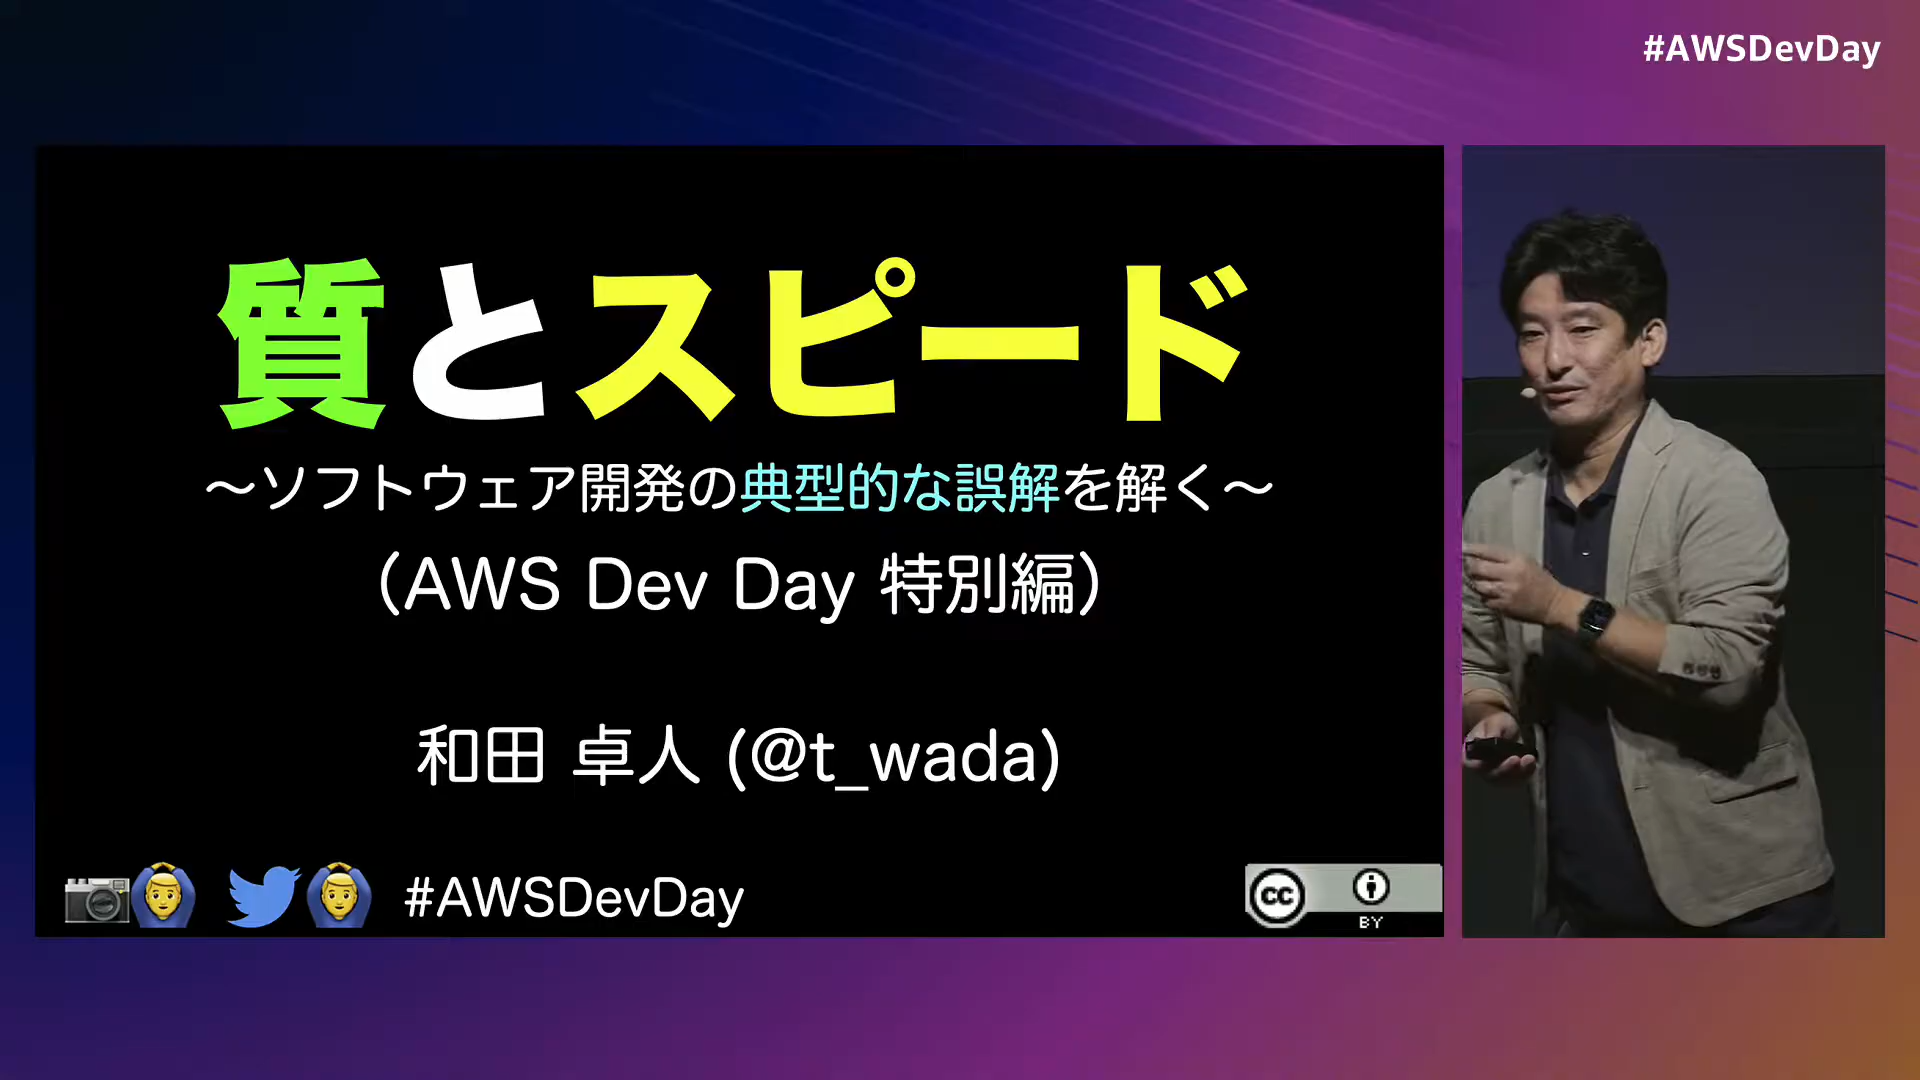 #AWSDevDay
質とスピード
〜ソフトウェア開発の典型的な誤解を解く〜
（AWS Dev Day 特別編）
和田 卓人 (@t_wada)
#AWSDevDay
cc
BY